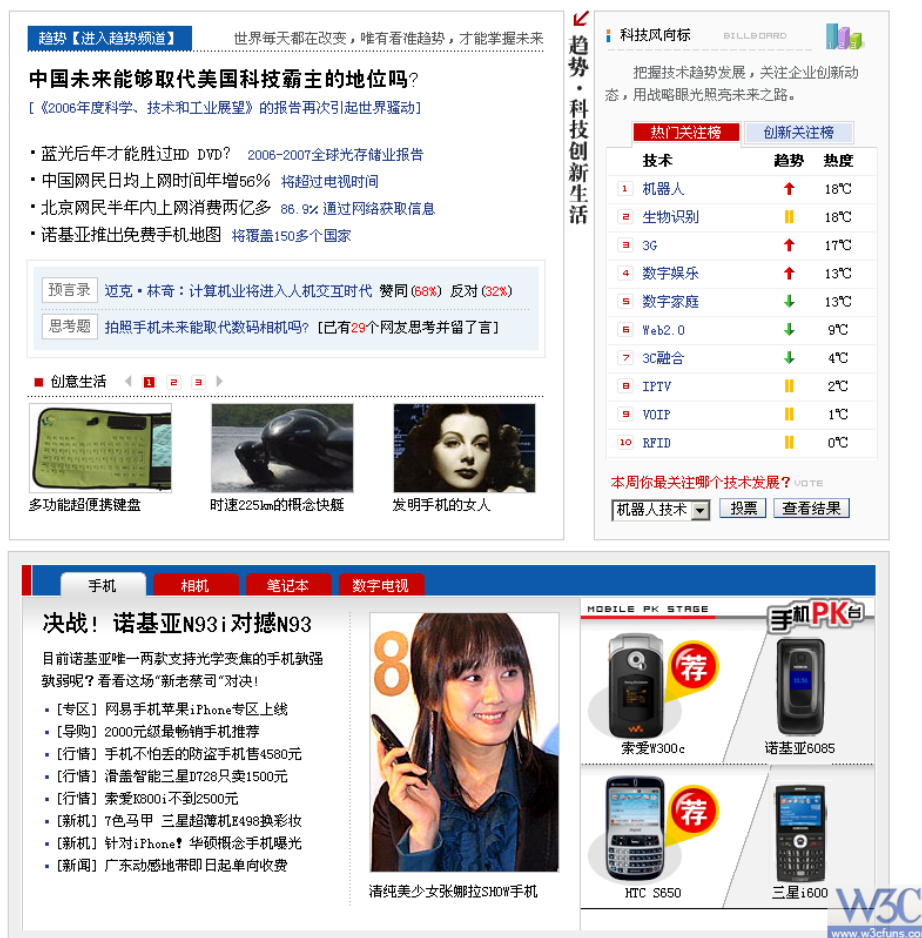 趋势【进入趋势频道】 世界每天都在改变，唯有看准趋势，才能掌握未来
中国未来能够取代美国科技霸主的地位吗?
[《2006年度科学、技术和工业展望》的报告再次引起世界骚动]
·蓝光后年才能胜过HD DVD? 2006-2007全球光存储业报告
·中国网民日均上网时间年增56% 将超过电视时间
·北京网民半年内上网消费两亿多 86.9% 通过网络获取信息
·诺基亚推出免费手机地图 将覆盖150多个国家
预言录 迈克·林奇：计算机业将进入人机交互时代 赞同(68%) 反对(32%)
思考题 拍照手机未来能取代数码相机吗? [已有29个网友思考并留了言]
创意生活 1 2 3
多功能超便携键盘
时速225km的概念快艇
发明手机的女人
趋势·科技创新生活
科技风向标 BILLBOARD
把握技术趋势发展，关注企业创新动
态，用战略眼光照亮未来之路。
热门关注榜 创新关注榜
技术 趋势 热度
1 机器人 18℃
2 生物识别 18℃
3 3G 17℃
4 数字娱乐 13℃
5 数字家庭 13℃
6 Web2.0 9℃
7 3C融合 4℃
8 IPTV 2℃
9 VOIP 1℃
10 RFID 0℃
本周你最关注哪个技术发展? VOTE
机器人技术 投票 查看结果
手机 相机 笔记本 数字电视
决战! 诺基亚N93i对撼N93
目前诺基亚唯一两款支持光学变焦的手机孰强
孰弱呢？看看这场"新老蔡司"对决!
[专区] 网易手机苹果iPhone专区上线
[导购] 2000元级最畅销手机推荐
[行情] 手机不怕丢的防盗手机售4580元
[行情] 滑盖智能三星D728只卖1500元
[行情] 索爱K800i不到2500元
[新机] 7色马甲 三星超薄机E498换彩妆
[新机] 针对iPhone! 华硕概念手机曝光
[新闻] 广东动感地带即日起单向收费
8
清纯美少女张娜拉SHOW手机
MOBILE PK STAGE 手机PK台
荐
索爱W300c
诺基亚6085
荐
HTC S650
三星i600
W3C
www.w3cfuns.co